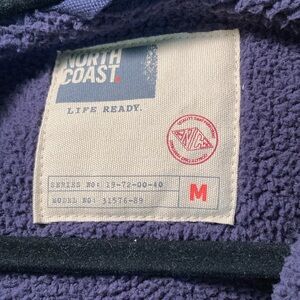 NORTH
COAST.
LIFE READY.
SERIES NO: 19-72-00-40
MODEL NO: 31576-89
M